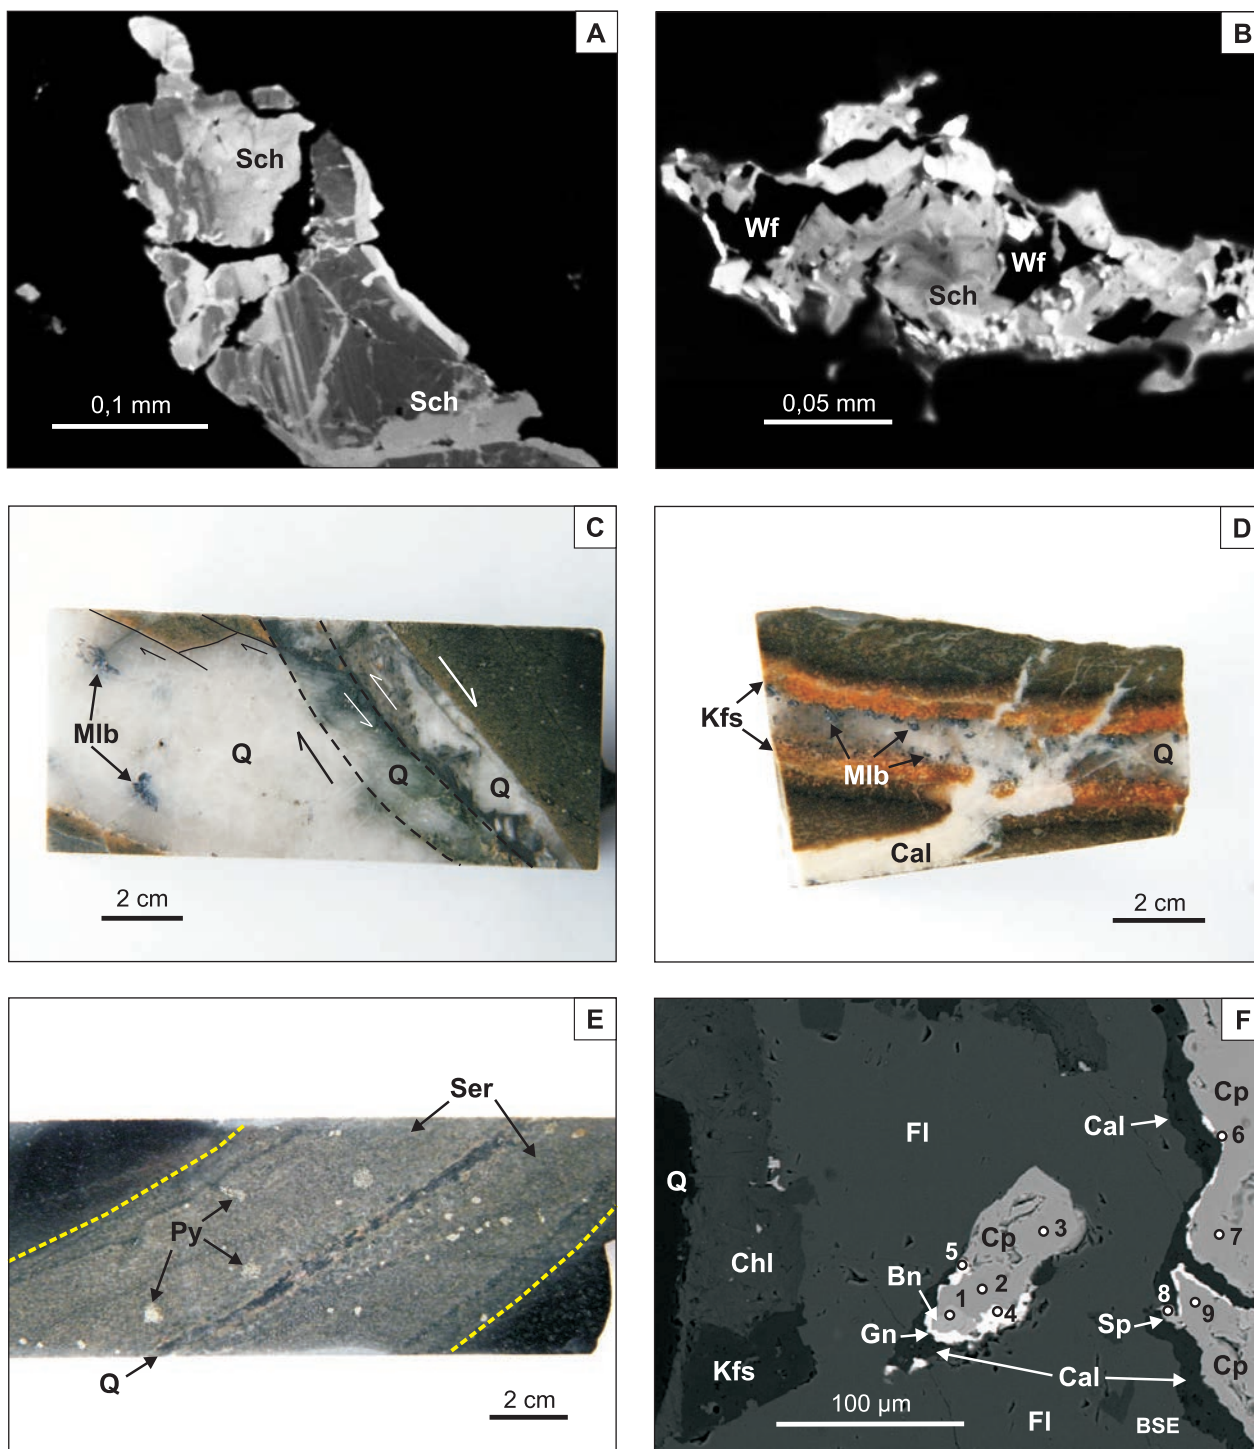 A
Sch
Sch
0,1 mm
B
Wf
Wf
Sch
0,05 mm
C
Mlb
Q
Q
Q
2 cm
D
Kfs
Mlb
Q
Cal
2 cm
E
Ser
Py
Q
2 cm
F
Cp
Cal
6
Fl
Q
7
3
Cp
5
Chl
Bn
2
1
4
8
9
Sp
Gn
Kfs
Cal
Cp
100 µm
Fl
BSE